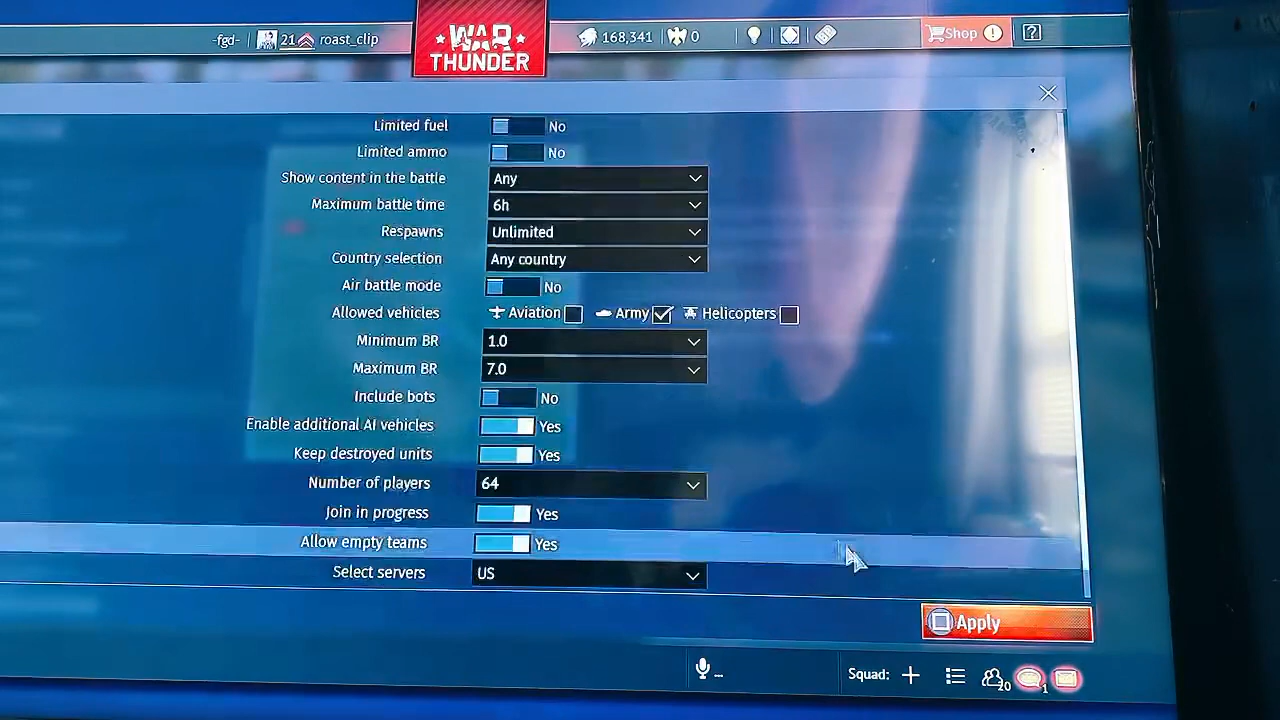 -fgd- 21 roast_clip WAR THUNDER 168,341 0 Shop ! ?
Limited fuel No
Limited ammo No
Show content in the battle Any
Maximum battle time 6h
Respawns Unlimited
Country selection Any country
Air battle mode No
Allowed vehicles Aviation Army Helicopters
Minimum BR 1.0
Maximum BR 7.0
Include bots No
Enable additional AI vehicles Yes
Keep destroyed units Yes
Number of players 64
Join in progress Yes
Allow empty teams Yes
Select servers US
Apply
... Squad: + 20 1